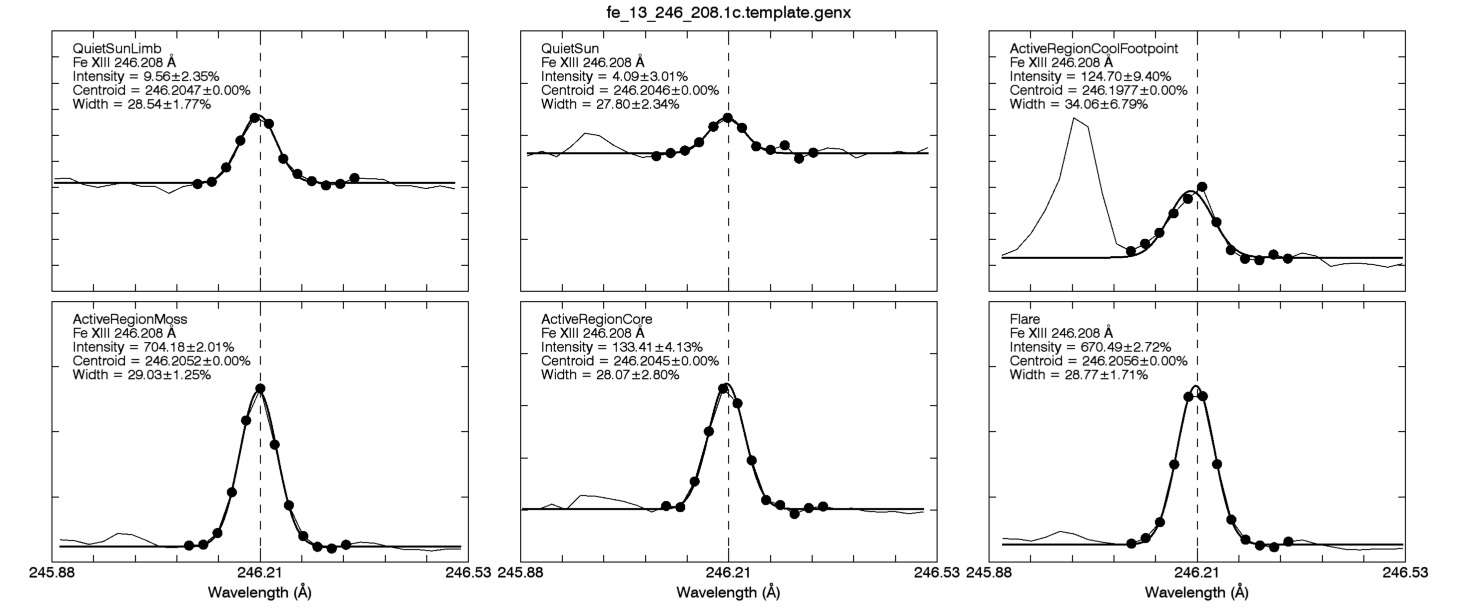 fe_13_246_208.1c.template.genx
QuietSunLimb
Fe XIII 246.208 Å
Intensity = 9.56±2.35%
Centroid = 246.2047±0.00%
Width = 28.54±1.77%
QuietSun
Fe XIII 246.208 Å
Intensity = 4.09±3.01%
Centroid = 246.2046±0.00%
Width = 27.80±2.34%
ActiveRegionCoolFootpoint
Fe XIII 246.208 Å
Intensity = 124.70±9.40%
Centroid = 246.1977±0.00%
Width = 34.06±6.79%
ActiveRegionMoss
Fe XIII 246.208 Å
Intensity = 704.18±2.01%
Centroid = 246.2052±0.00%
Width = 29.03±1.25%
ActiveRegionCore
Fe XIII 246.208 Å
Intensity = 133.41±4.13%
Centroid = 246.2045±0.00%
Width = 28.07±2.80%
Flare
Fe XIII 246.208 Å
Intensity = 670.49±2.72%
Centroid = 246.2056±0.00%
Width = 28.77±1.71%
245.88 246.21 246.53
Wavelength (Å)
245.88 246.21 246.53
Wavelength (Å)
245.88 246.21 246.53
Wavelength (Å)